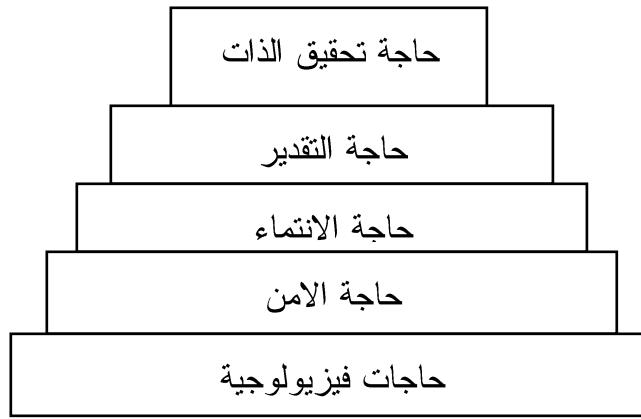 حاجة تحقيق الذات
حاجة التقدير
حاجة الانتماء
حاجة الامن
حاجات فيزيولوجية